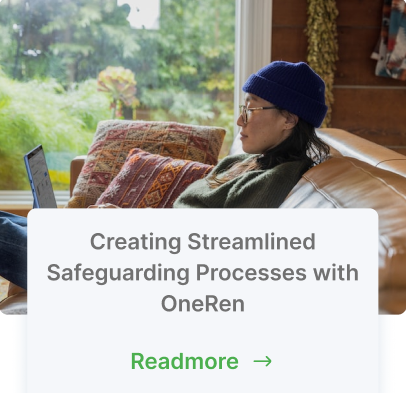 Creating Streamlined
Safeguarding Processes with
OneRen
Readmore →